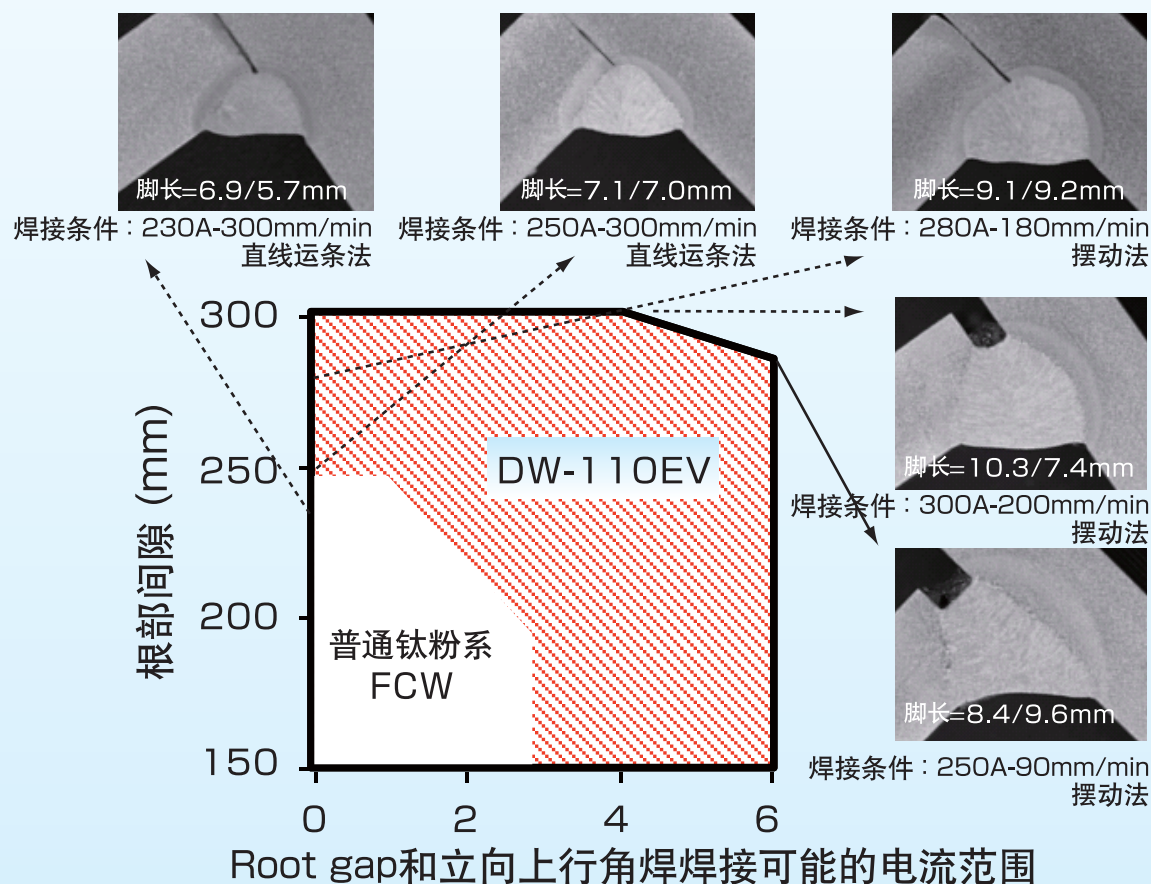 脚长=6.9/5.7mm
焊接条件：230A-300mm/min
直线运条法
脚长=7.1/7.0mm
焊接条件：250A-300mm/min
直线运条法
脚长=9.1/9.2mm
焊接条件：280A-180mm/min
摆动法
脚长=10.3/7.4mm
焊接条件：300A-200mm/min
摆动法
脚长=8.4/9.6mm
焊接条件：250A-90mm/min
摆动法
根部间隙 (mm)
300
250
200
150
DW-110EV
普通钛粉系
FCW
0 2 4 6
Root gap和立向上行角焊焊接可能的电流范围